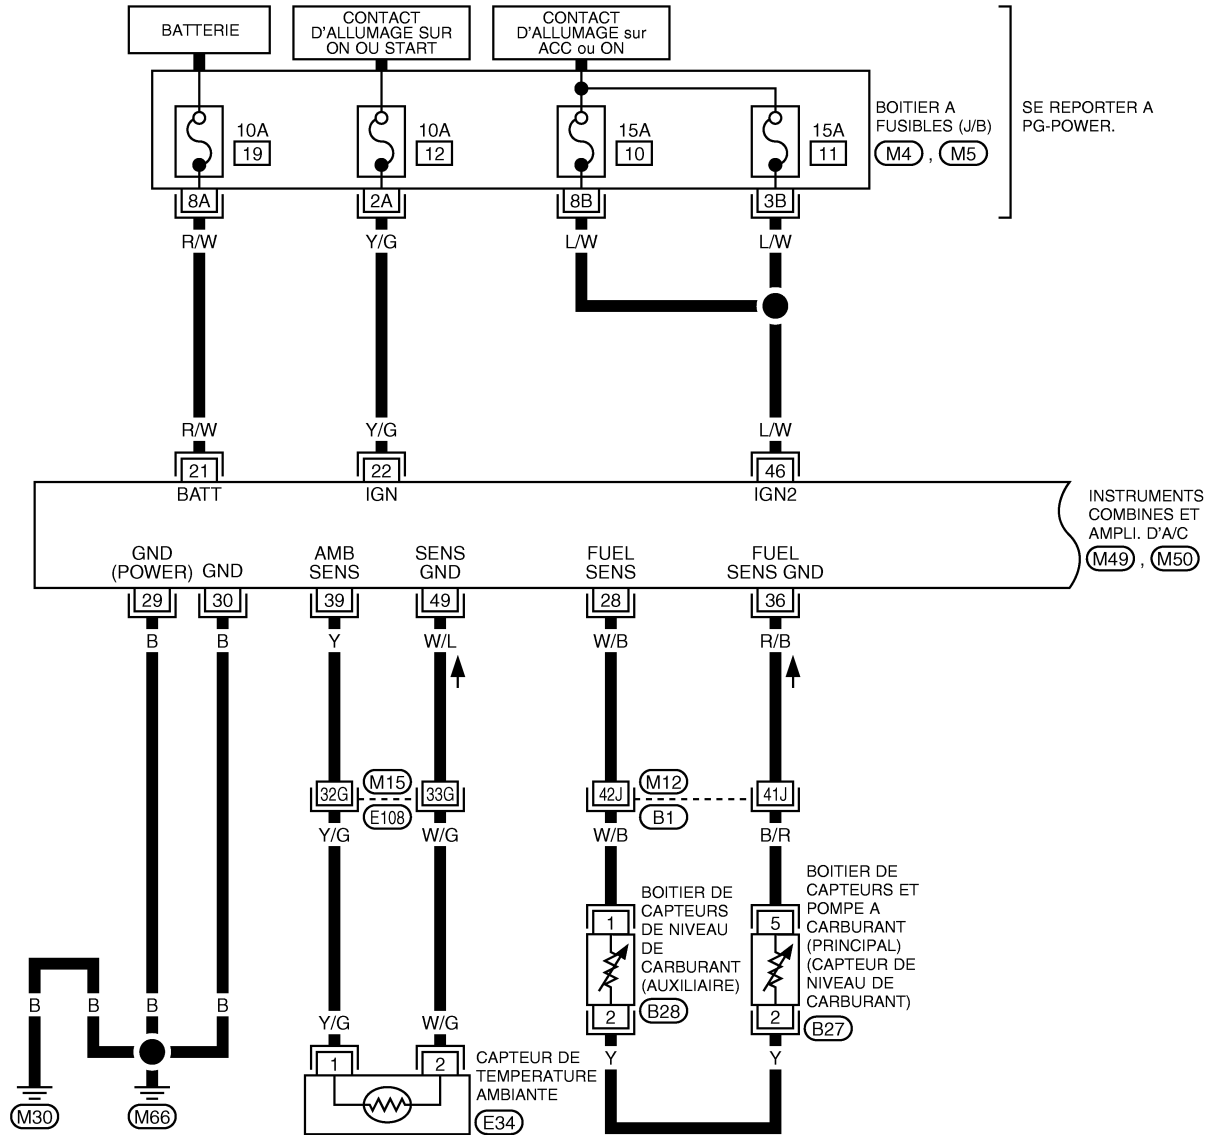 BATTERIE
CONTACT
D'ALLUMAGE SUR
ON OU START
CONTACT
D'ALLUMAGE sur
ACC ou ON
10A
19
10A
12
15A
10
15A
11
BOITIER A
FUSIBLES (J/B)
M4 , M5
SE REPORTER A
PG-POWER.
8A
2A
8B
3B
R/W
Y/G
L/W
L/W
R/W
Y/G
L/W
21
22
46
BATT
IGN
IGN2
INSTRUMENTS
COMBINES ET
AMPLI. D'A/C
M49 , M50
GND
(POWER)
GND
AMB
SENS
SENS
GND
FUEL
SENS
FUEL
SENS GND
29
30
39
49
28
36
B
B
Y
W/L
W/B
R/B
32G
M15
E108
33G
42J
M12
B1
41J
Y/G
W/G
W/B
B/R
BOITIER DE
CAPTEURS
DE NIVEAU
DE
CARBURANT
(AUXILIAIRE)
B28
BOITIER DE
CAPTEURS ET
POMPE A
CARBURANT
(PRINCIPAL)
(CAPTEUR DE
NIVEAU DE
CARBURANT)
B27
1
5
2
2
B
B
B
B
Y/G
W/G
Y
Y
1
2
CAPTEUR DE
TEMPERATURE
AMBIANTE
E34
M30
M66